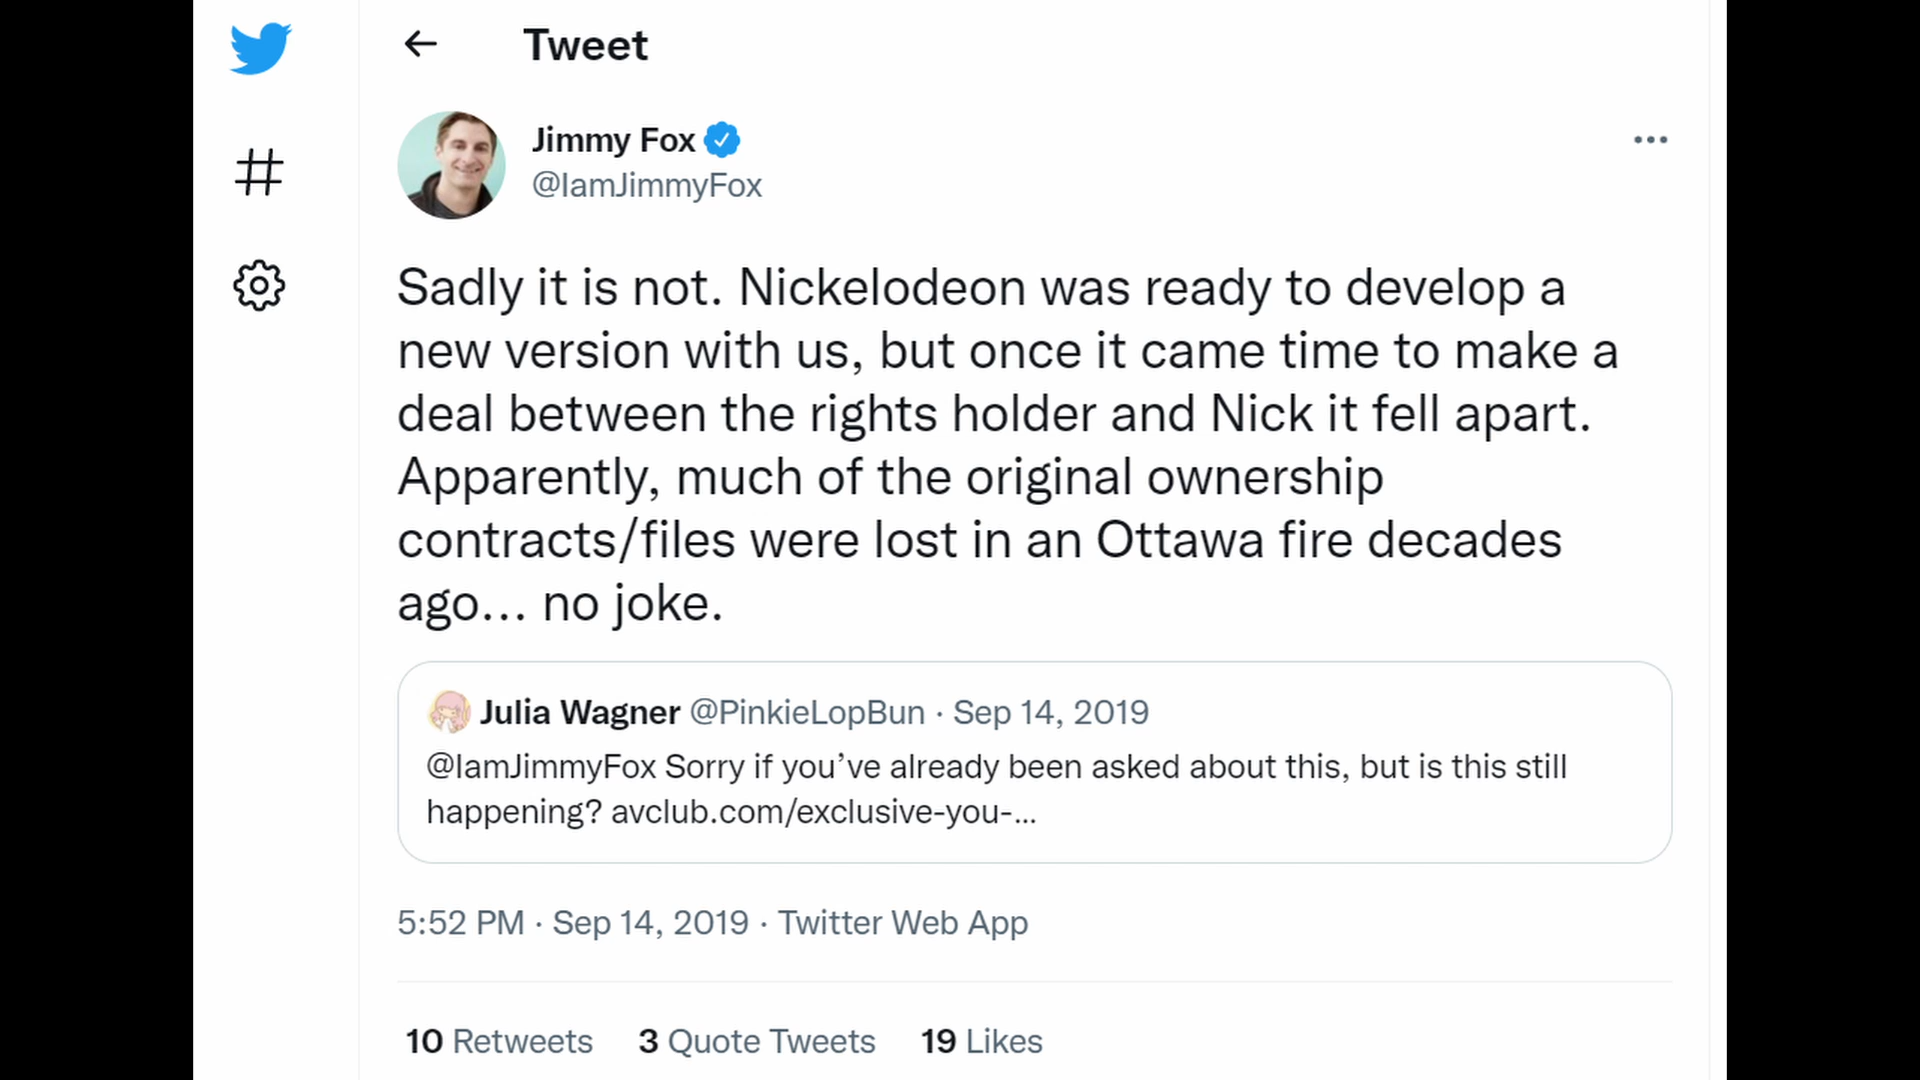 Tweet
Jimmy Fox
@IamJimmyFox
Sadly it is not. Nickelodeon was ready to develop a
new version with us, but once it came time to make a
deal between the rights holder and Nick it fell apart.
Apparently, much of the original ownership
contracts/files were lost in an Ottawa fire decades
ago... no joke.
Julia Wagner @PinkieLopBun · Sep 14, 2019
@IamJimmyFox Sorry if you’ve already been asked about this, but is this still
happening? avclub.com/exclusive-you-...
5:52 PM · Sep 14, 2019 · Twitter Web App
10 Retweets 3 Quote Tweets 19 Likes